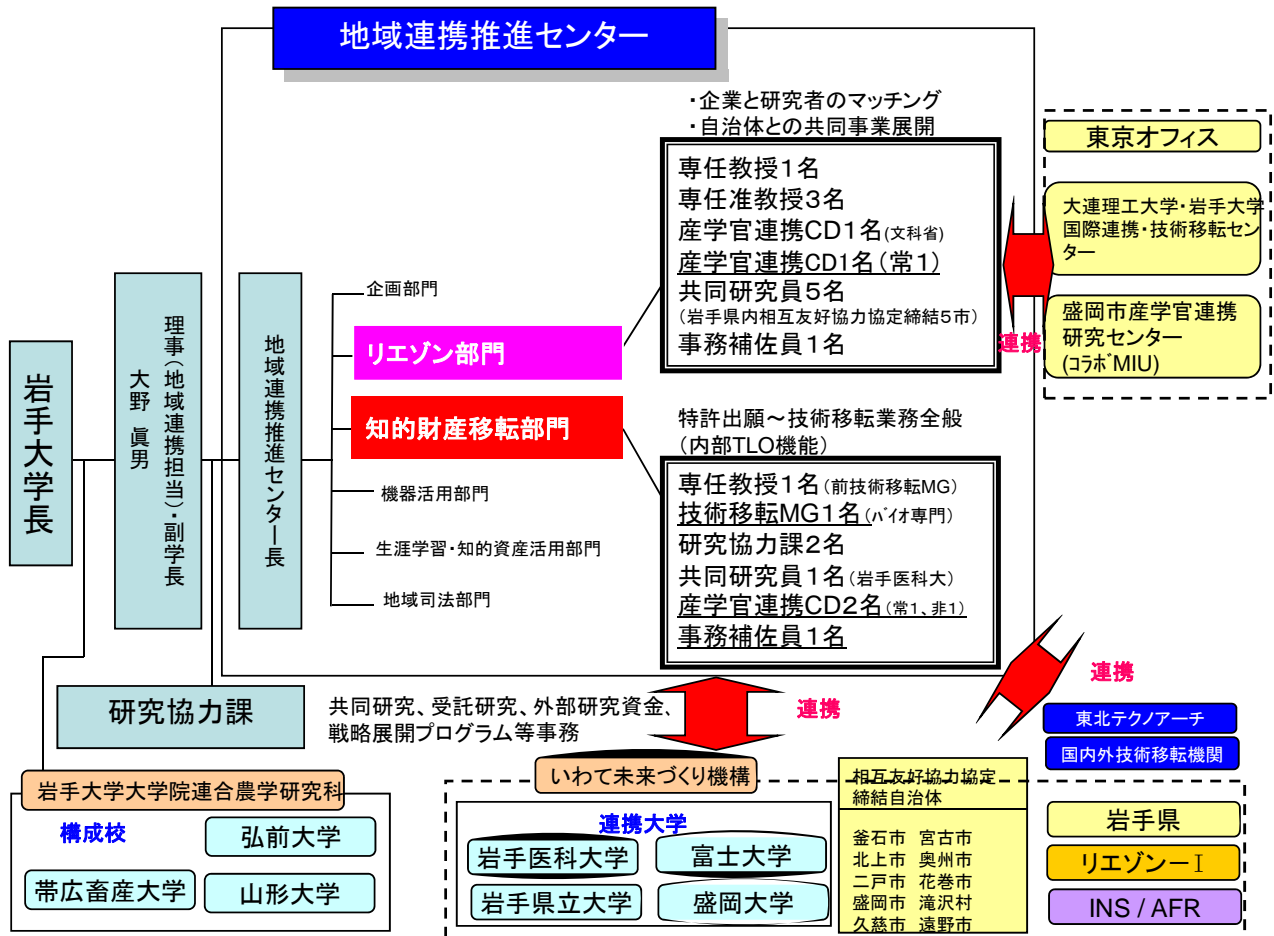 地域連携推進センター
・企業と研究者のマッチング
・自治体との共同事業展開
専任教授1名
専任准教授3名
産学官連携CD1名(文科省)
産学官連携CD1名(常1)
共同研究員5名
(岩手県内相互友好協力協定締結5市)
事務補佐員1名
連携
東京オフィス
大連理工大学・岩手大学
国際連携・技術移転セン
ター
盛岡市産学官連携
研究センター
(コラボMIU)
岩手大学長
理事(地域連携担当)・副学長
大野 眞男
地域連携推進センター長
企画部門
リエゾン部門
知的財産移転部門
機器活用部門
生涯学習・知的資産活用部門
地域司法部門
特許出願~技術移転業務全般
(内部TLO機能)
専任教授1名(前技術移転MG)
技術移転MG1名(バイオ専門)
研究協力課2名
共同研究員1名(岩手医科大)
産学官連携CD2名(常1、非1)
事務補佐員1名
研究協力課
共同研究、受託研究、外部研究資金、
戦略展開プログラム等事務
連携
連携
東北テクノアーチ
国内外技術移転機関
岩手大学大学院連合農学研究科
構成校
弘前大学
帯広畜産大学
山形大学
いわて未来づくり機構
連携大学
岩手医科大学
富士大学
岩手県立大学
盛岡大学
相互友好協力協定
締結自治体
釜石市 宮古市
北上市 奥州市
二戸市 花巻市
盛岡市 滝沢村
久慈市 遠野市
岩手県
リエゾン-I
INS / AFR